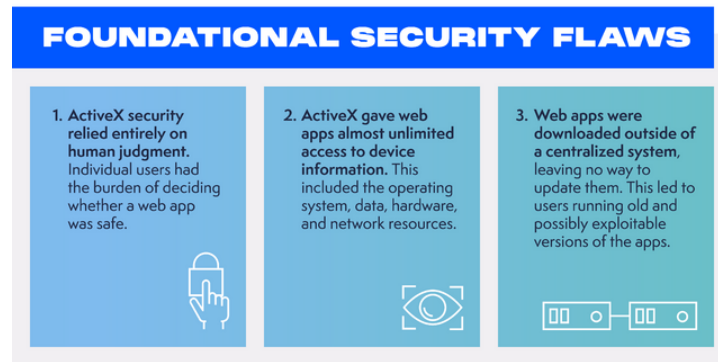 FOUNDATIONAL SECURITY FLAWS
1. ActiveX security
relied entirely on
human judgment.
Individual users had
the burden of deciding
whether a web app
was safe.
2. ActiveX gave web
apps almost unlimited
access to device
information. This
included the operating
system, data, hardware,
and network resources.
3. Web apps were
downloaded outside of
a centralized system,
leaving no way to
update them. This led to
users running old and
possibly exploitable
versions of the apps.